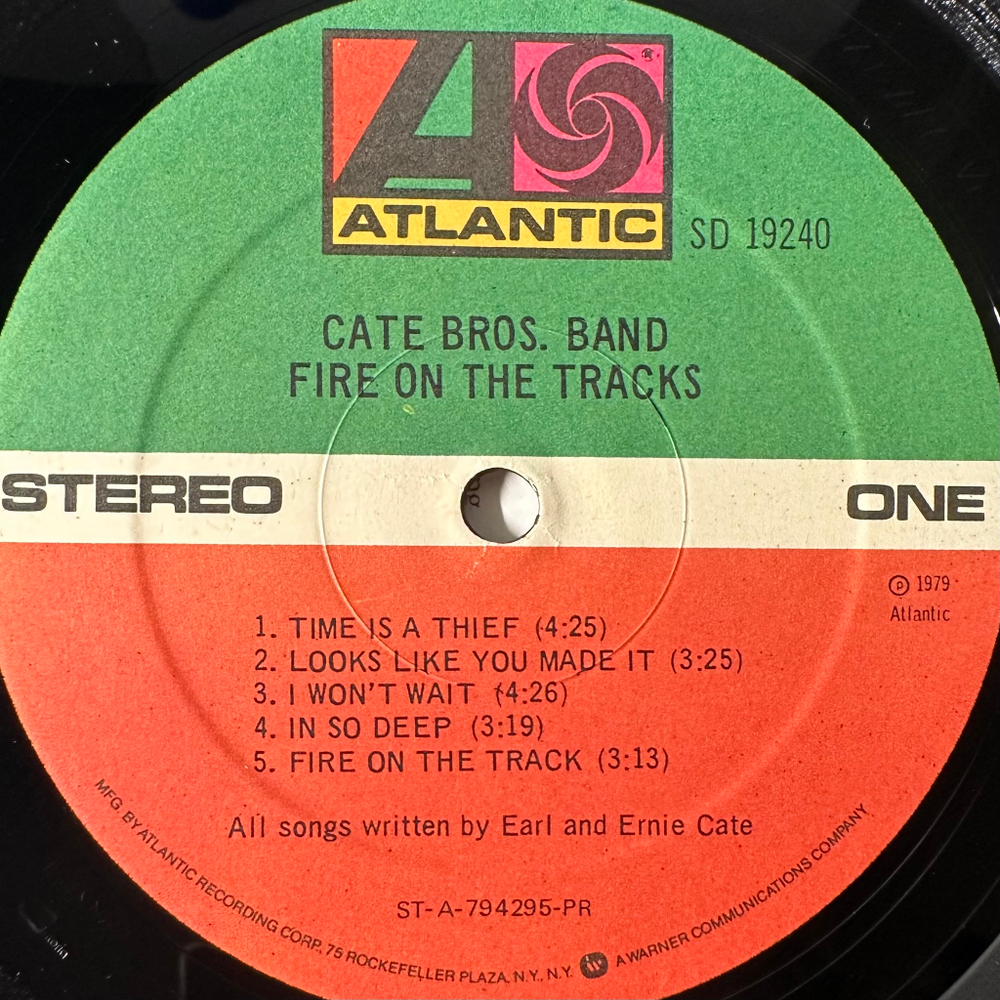 ®
ATLANTIC
SD 19240
CATE BROS. BAND
FIRE ON THE TRACKS
STEREO
ONE
Ⓟ 1979
Atlantic
1. TIME IS A THIEF (4:25)
2. LOOKS LIKE YOU MADE IT (3:25)
3. I WON'T WAIT (4:26)
4. IN SO DEEP (3:19)
5. FIRE ON THE TRACK (3:13)
All songs written by Earl and Ernie Cate
ST-A-794295-PR
MFG. BY ATLANTIC RECORDING CORP., 75 ROCKEFELLER PLAZA, N.Y., N.Y. A WARNER COMMUNICATIONS COMPANY